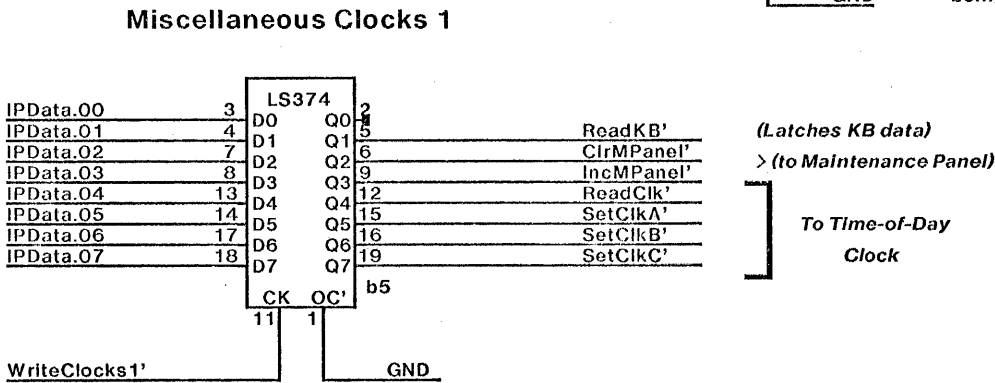 Miscellaneous Clocks 1
GND
LS374
IPData.00 3 D0 Q0 2
IPData.01 4 D1 Q1 5 ReadKB' (Latches KB data)
IPData.02 7 D2 Q2 6 ClrMPanel' > (to Maintenance Panel)
IPData.03 8 D3 Q3 9 IncMPanel'
IPData.04 13 D4 Q4 12 ReadClk'
IPData.05 14 D5 Q5 15 SetClkA' To Time-of-Day
IPData.06 17 D6 Q6 16 SetClkB' Clock
IPData.07 18 D7 Q7 19 SetClkC'
b5
CK OC'
11 1
WriteClocks1' GND